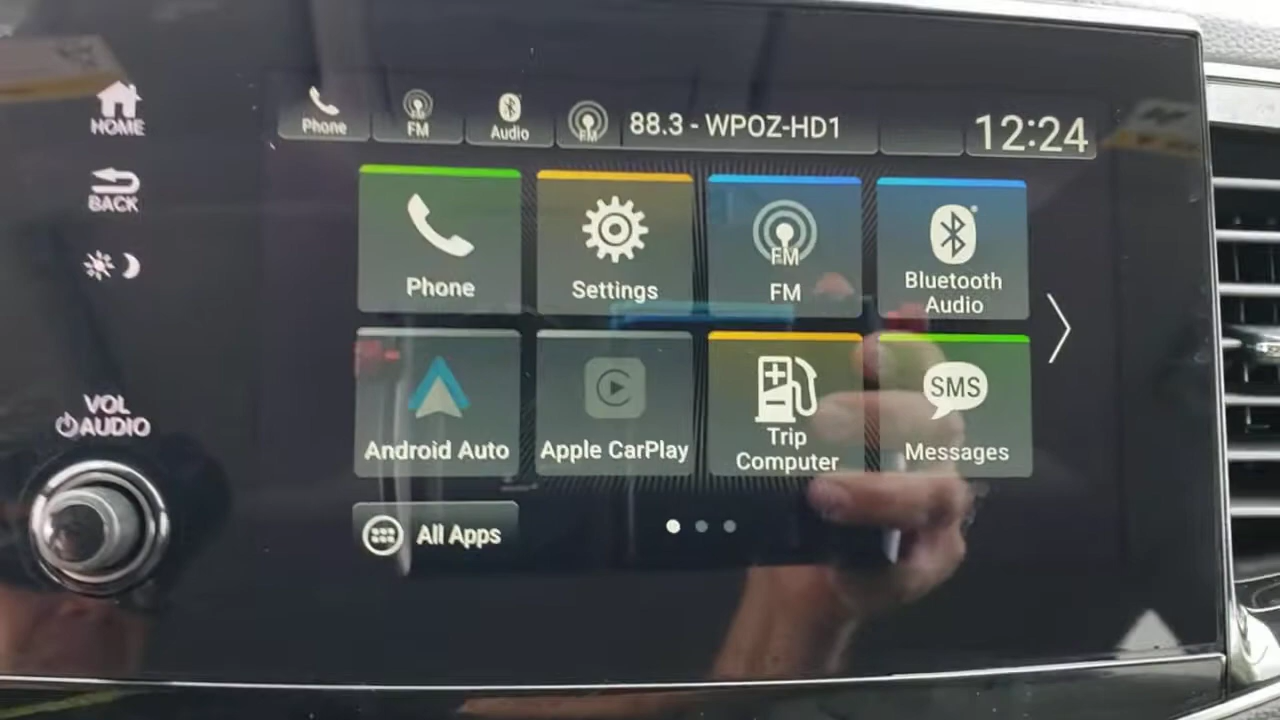 HOME
BACK
VOL
AUDIO
Phone
FM
Audio
FM
88.3 - WPOZ-HD1
12:24
Phone
Settings
FM
FM
Bluetooth
Audio
Android Auto
Apple CarPlay
Trip
Computer
SMS
Messages
All Apps